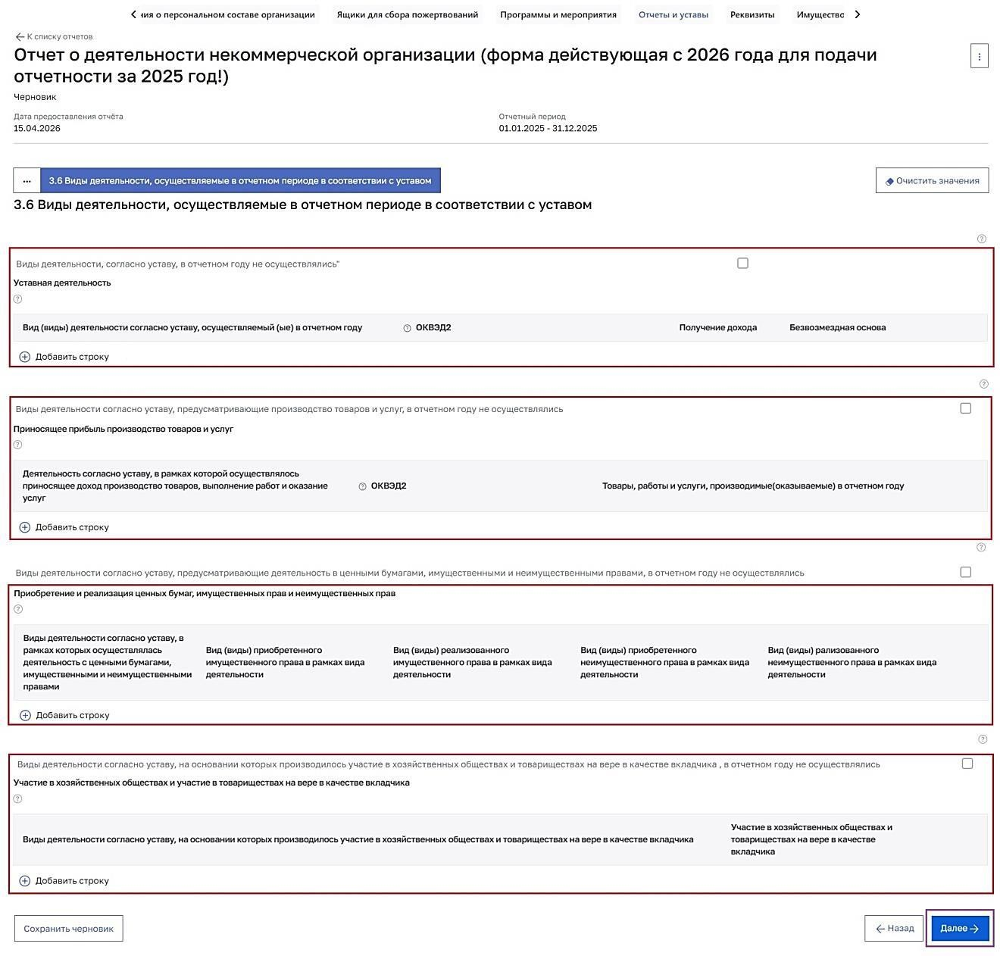 ния о персональном составе организации Ящики для сбора пожертвований Программы и мероприятия Отчеты и уставы Реквизиты Имущество
К списку отчетов
Отчет о деятельности некоммерческой организации (форма действующая с 2026 года для подачи
отчетности за 2025 год!)
Черновик
Дата предоставления отчёта Отчетный период
15.04.2026 01.01.2025 - 31.12.2025
... 3.6 Виды деятельности, осуществляемые в отчетном периоде в соответствии с уставом Очистить значения
3.6 Виды деятельности, осуществляемые в отчетном периоде в соответствии с уставом
?
Виды деятельности, согласно уставу, в отчетном году не осуществлялись"
Уставная деятельность
?
Вид (виды) деятельности согласно уставу, осуществляемый (ые) в отчетном году ? ОКВЭД2 Получение дохода Безвозмездная основа
Добавить строку
?
Виды деятельности согласно уставу, предусматривающие производство товаров и услуг, в отчетном году не осуществлялись
Приносящее прибыль производство товаров и услуг
?
Деятельность согласно уставу, в рамках которой осуществлялось
приносящее доход производство товаров, выполнение работ и оказание
услуг
? ОКВЭД2
Товары, работы и услуги, производимые(оказываемые) в отчетном году
Добавить строку
?
Виды деятельности согласно уставу, предусматривающие деятельность в ценными бумагами, имущественными и неимущественными правами, в отчетном году не осуществлялись
Приобретение и реализация ценных бумаг, имущественных прав и неимущественных прав
?
Виды деятельности согласно уставу, в
рамках которых осуществлялась
деятельность с ценными бумагами,
имущественными и неимущественными
правами
Вид (виды) приобретенного
имущественного права в рамках вида
деятельности
Вид (виды) реализованного
имущественного права в рамках вида
деятельности
Вид (виды) приобретенного
неимущественного права в рамках вида
деятельности
Вид (виды) рализованного
неимущественного права в рамках вида
деятельности
Добавить строку
?
Виды деятельности согласно уставу, на основании которых производилось участие в хозяйственных обществах и товариществах на вере в качестве вкладчика , в отчетном году не осуществлялись
Участие в хозяйственных обществах и участие в товариществах на вере в качестве вкладчика
?
Виды деятельности согласно уставу, на основании которых производилось участие в хозяйственных обществах и товариществах на вере в качестве вкладчика
Участие в хозяйственных обществах и
товариществах на вере в качестве
вкладчика
Добавить строку
Сохранить черновик Назад Далее